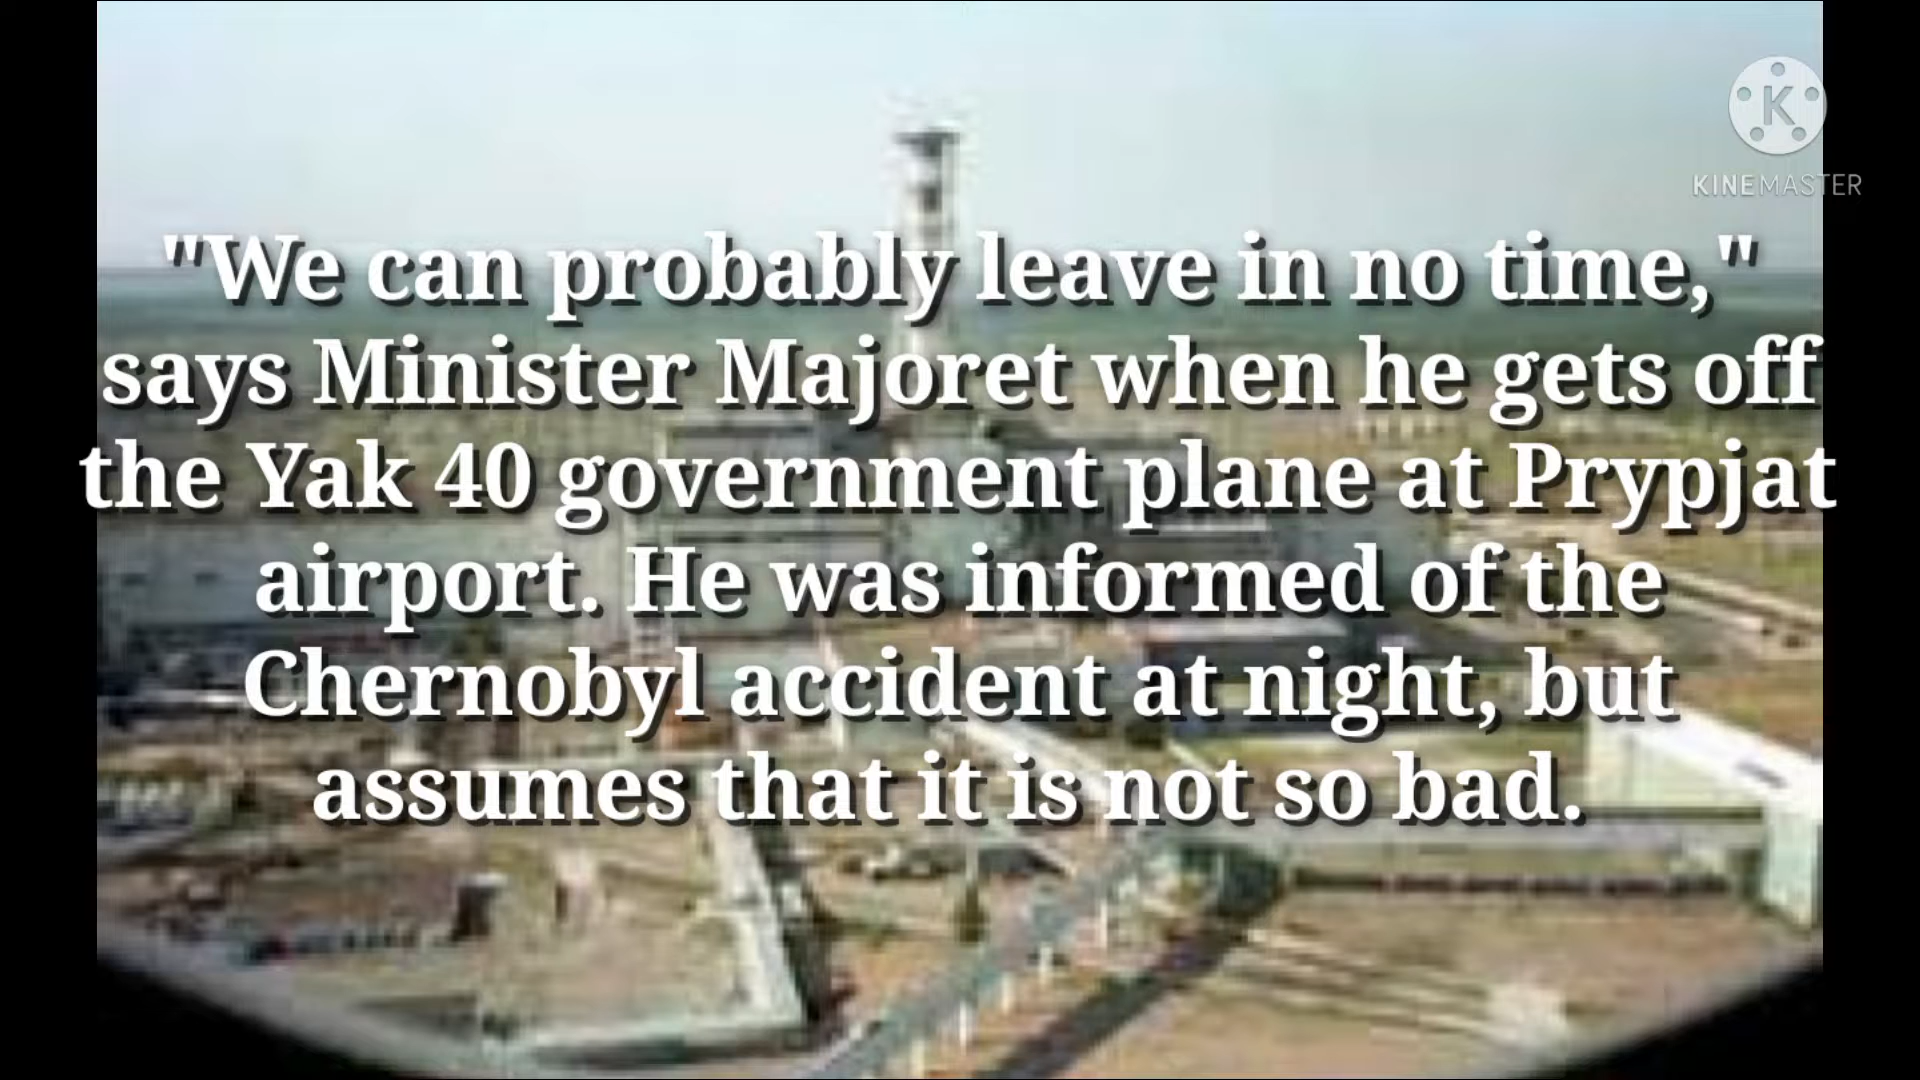 KINEMASTER
"We can probably leave in no time,"
says Minister Majoret when he gets off
the Yak 40 government plane at Prypjat
airport. He was informed of the
Chernobyl accident at night, but
assumes that it is not so bad.